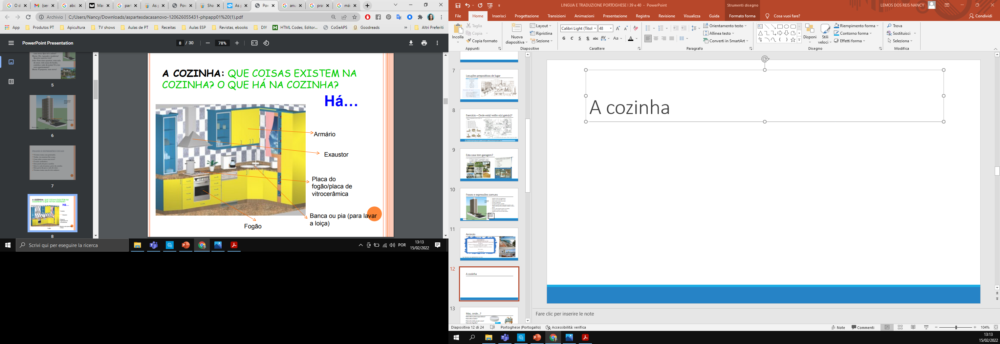 O d
(ser
abc
Mar
part
As p
Pow
Sha
As p
Pow
anu
pra
mác
Archivio
C:/Users/Nancy/Downloads/aspartesdacasanovo-120626055431-phpapp01%20(1).pdf
App
Produtos PT
Apicultura
TV shows
Aulas de PT
Receitas
Aulas ESP
Revistas, ebooks
DIY
HTML Codes, Editor...
CoGeAPS
Goodreads
»
Altri Preferiti
PowerPoint Presentation
8 / 30
78%
5
6
7
8
A COZINHA: QUE COISAS EXISTEM NA
COZINHA? O QUE HÁ NA COZINHA?
Há...
Armário
Exaustor
Placa do
fogão/placa de
vitrocerâmica
Banca ou pia (para lavar
a loiça)
Fogão
Scrivi qui per eseguire la ricerca
POR
13:13
15/02/2022
LINGUA E TRADUZIONE PORTOGHESE I 39 e 40 - PowerPoint
Strumenti disegno
LEMOS DOS REIS NANCY
File
Home
Inserisci
Progettazione
Transizioni
Animazioni
Presentazione
Registra
Revisione
Visualizza
Guida
Formato forma
Cosa vuoi fare?
Condividi
Incolla
Taglia
Copia
Copia formato
Appunti
Nuova
diapositiva
Layout
Ripristina
Sezione
Diapositive
Calibri Light (Titol
48
G C S S abc AV Aa A
Carattere
Orientamento testo
Allinea testo
Converti in SmartArt
Paragrafo
Disponi
Stili
veloci
Riempimento forma
Contorno forma
Effetti forma
Disegno
Trova
Sostituisci
Seleziona
Modifica
7
Locuções prepositivas de lugar
8
Exercício – Onde está/ estão o(s) gato(s)?
9
Esta casa tem garagem?
10
Frases e expressões comuns
11
Anúncio
12
A cozinha
13
Mas, onde...?
A cozinha
Fare clic per inserire le note
Diapositiva 12 di 24
Portoghese (Portogallo)
Accessibilità: verifica
Note
Commenti
104%
13:13
15/02/2022